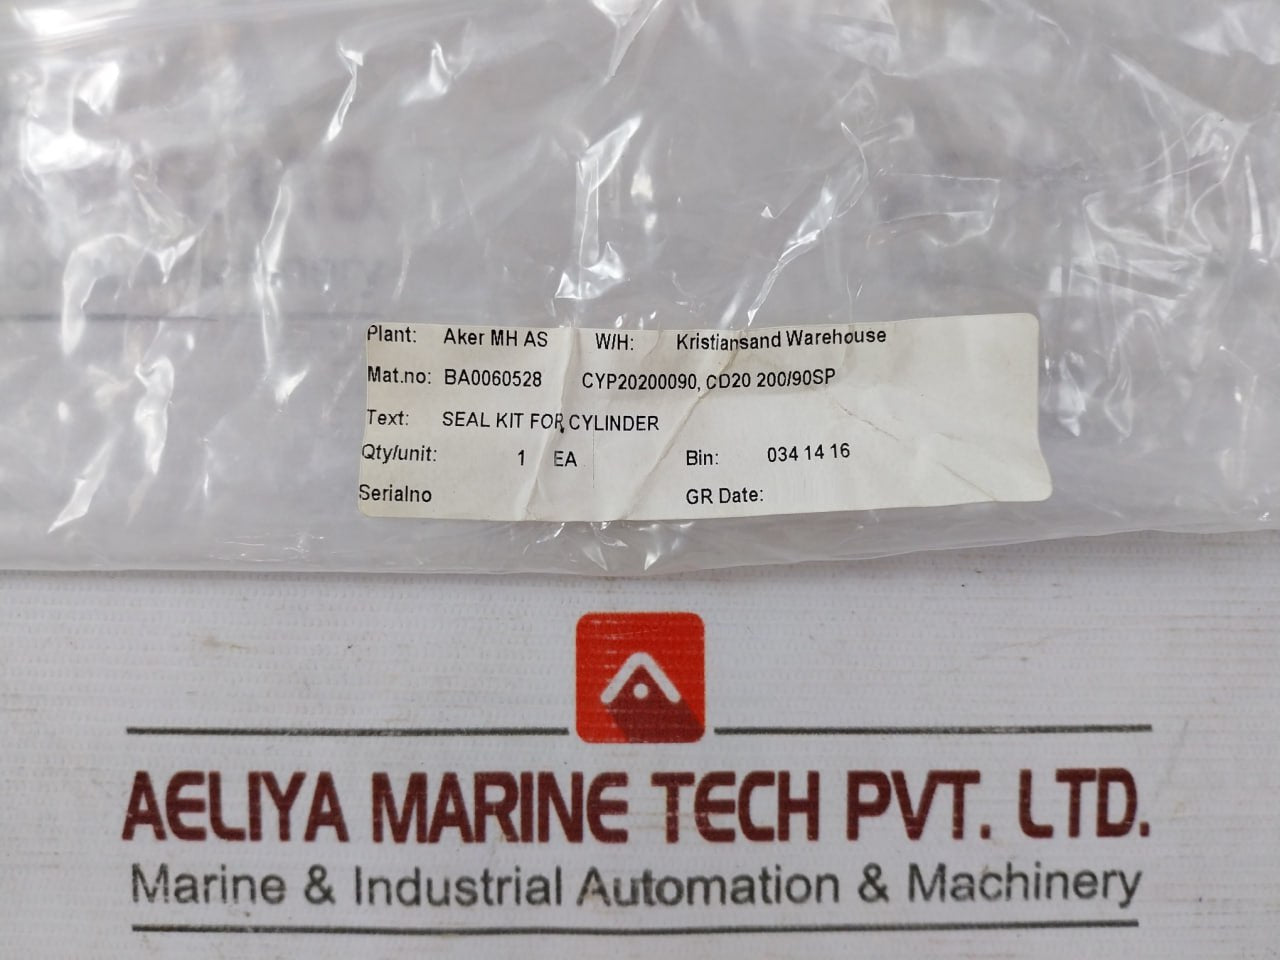 Plant: Aker MH AS W/H: Kristiansand Warehouse
Mat.no: BA0060528 CYP20200090, CD20 200/90SP
Text: SEAL KIT FOR CYLINDER
Qty/unit: 1 EA Bin: 034 14 16
Serialno GR Date:
AELIYA MARINE TECH PVT. LTD.
Marine & Industrial Automation & Machinery